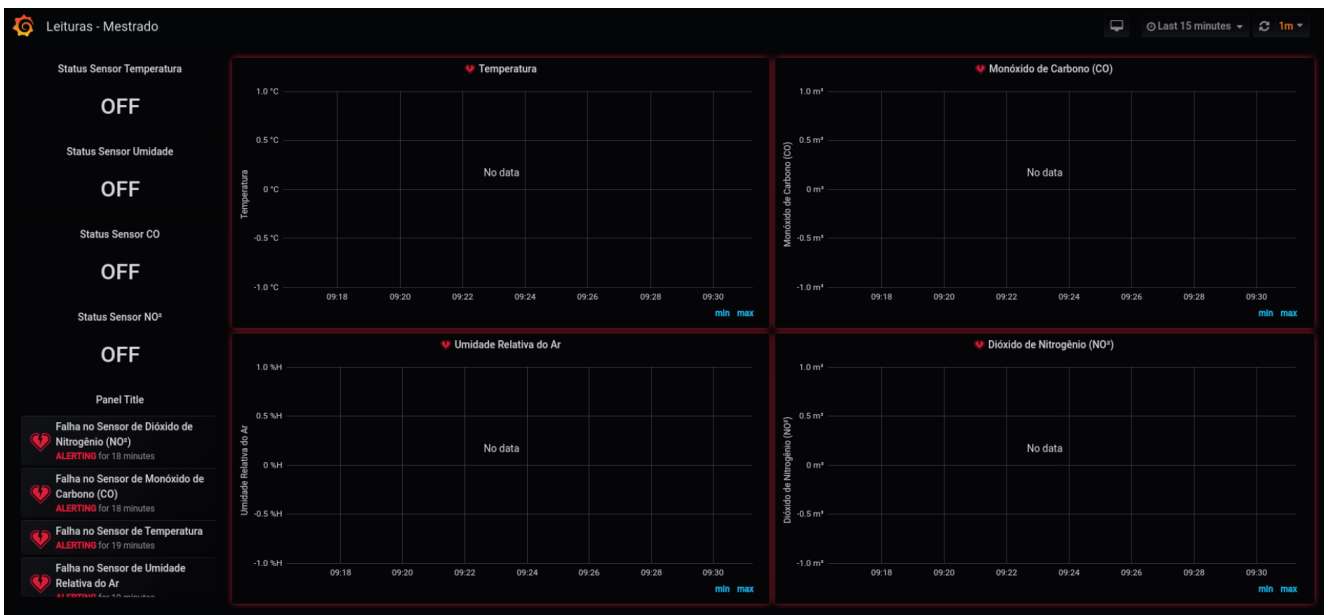 Leituras - Mestrado
Last 15 minutes
1m
Status Sensor Temperatura
OFF
Status Sensor Umidade
OFF
Status Sensor CO
OFF
Status Sensor NO²
OFF
Panel Title
Falha no Sensor de Dióxido de
Nitrogênio (NO²)
ALERTING for 18 minutes
Falha no Sensor de Monóxido de
Carbono (CO)
ALERTING for 18 minutes
Falha no Sensor de Temperatura
ALERTING for 19 minutes
Falha no Sensor de Umidade
Relativa do Ar
ALERTING for 19 minutes
Temperatura
Temperatura
1.0 °C
0.5 °C
0 °C
-0.5 °C
-1.0 °C
No data
09:18 09:20 09:22 09:24 09:26 09:28 09:30
min max
Monóxido de Carbono (CO)
Monóxido de Carbono (CO)
1.0 m³
0.5 m³
0 m³
-0.5 m³
-1.0 m³
No data
09:18 09:20 09:22 09:24 09:26 09:28 09:30
min max
Umidade Relativa do Ar
Umidade Relativa do Ar
1.0 %H
0.5 %H
0 %H
-0.5 %H
-1.0 %H
No data
09:18 09:20 09:22 09:24 09:26 09:28 09:30
min max
Dióxido de Nitrogênio (NO²)
Dióxido de Nitrogênio (NO²)
1.0 m³
0.5 m³
0 m³
-0.5 m³
-1.0 m³
No data
09:18 09:20 09:22 09:24 09:26 09:28 09:30
min max